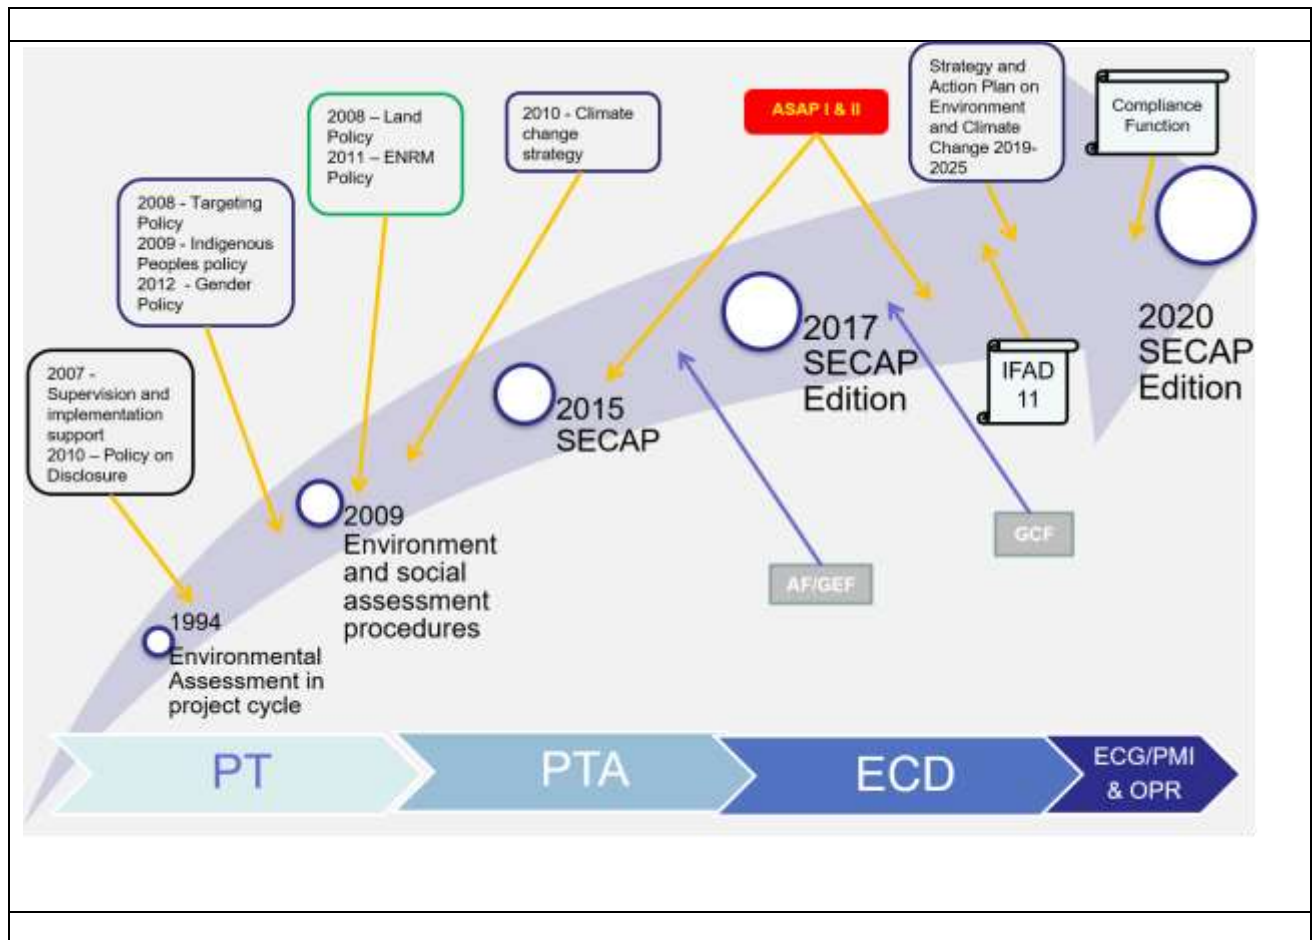 2007 -
Supervision and
implementation
support
2010 – Policy on
Disclosure
2008 - Targeting
Policy
2009 - Indigenous
Peoples policy
2012 - Gender
Policy
2008 – Land
Policy
2011 – ENRM
Policy
2010 - Climate
change
strategy
ASAP I & II
Strategy and
Action Plan on
Environment
and Climate
Change 2019-
2025
Compliance
Function
1994
Environmental
Assessment in
project cycle
2009
Environment
and social
assessment
procedures
2015
SECAP
2017
SECAP
Edition
IFAD
11
2020
SECAP
Edition
AF/GEF
GCF
PT
PTA
ECD
ECG/PMI
& OPR